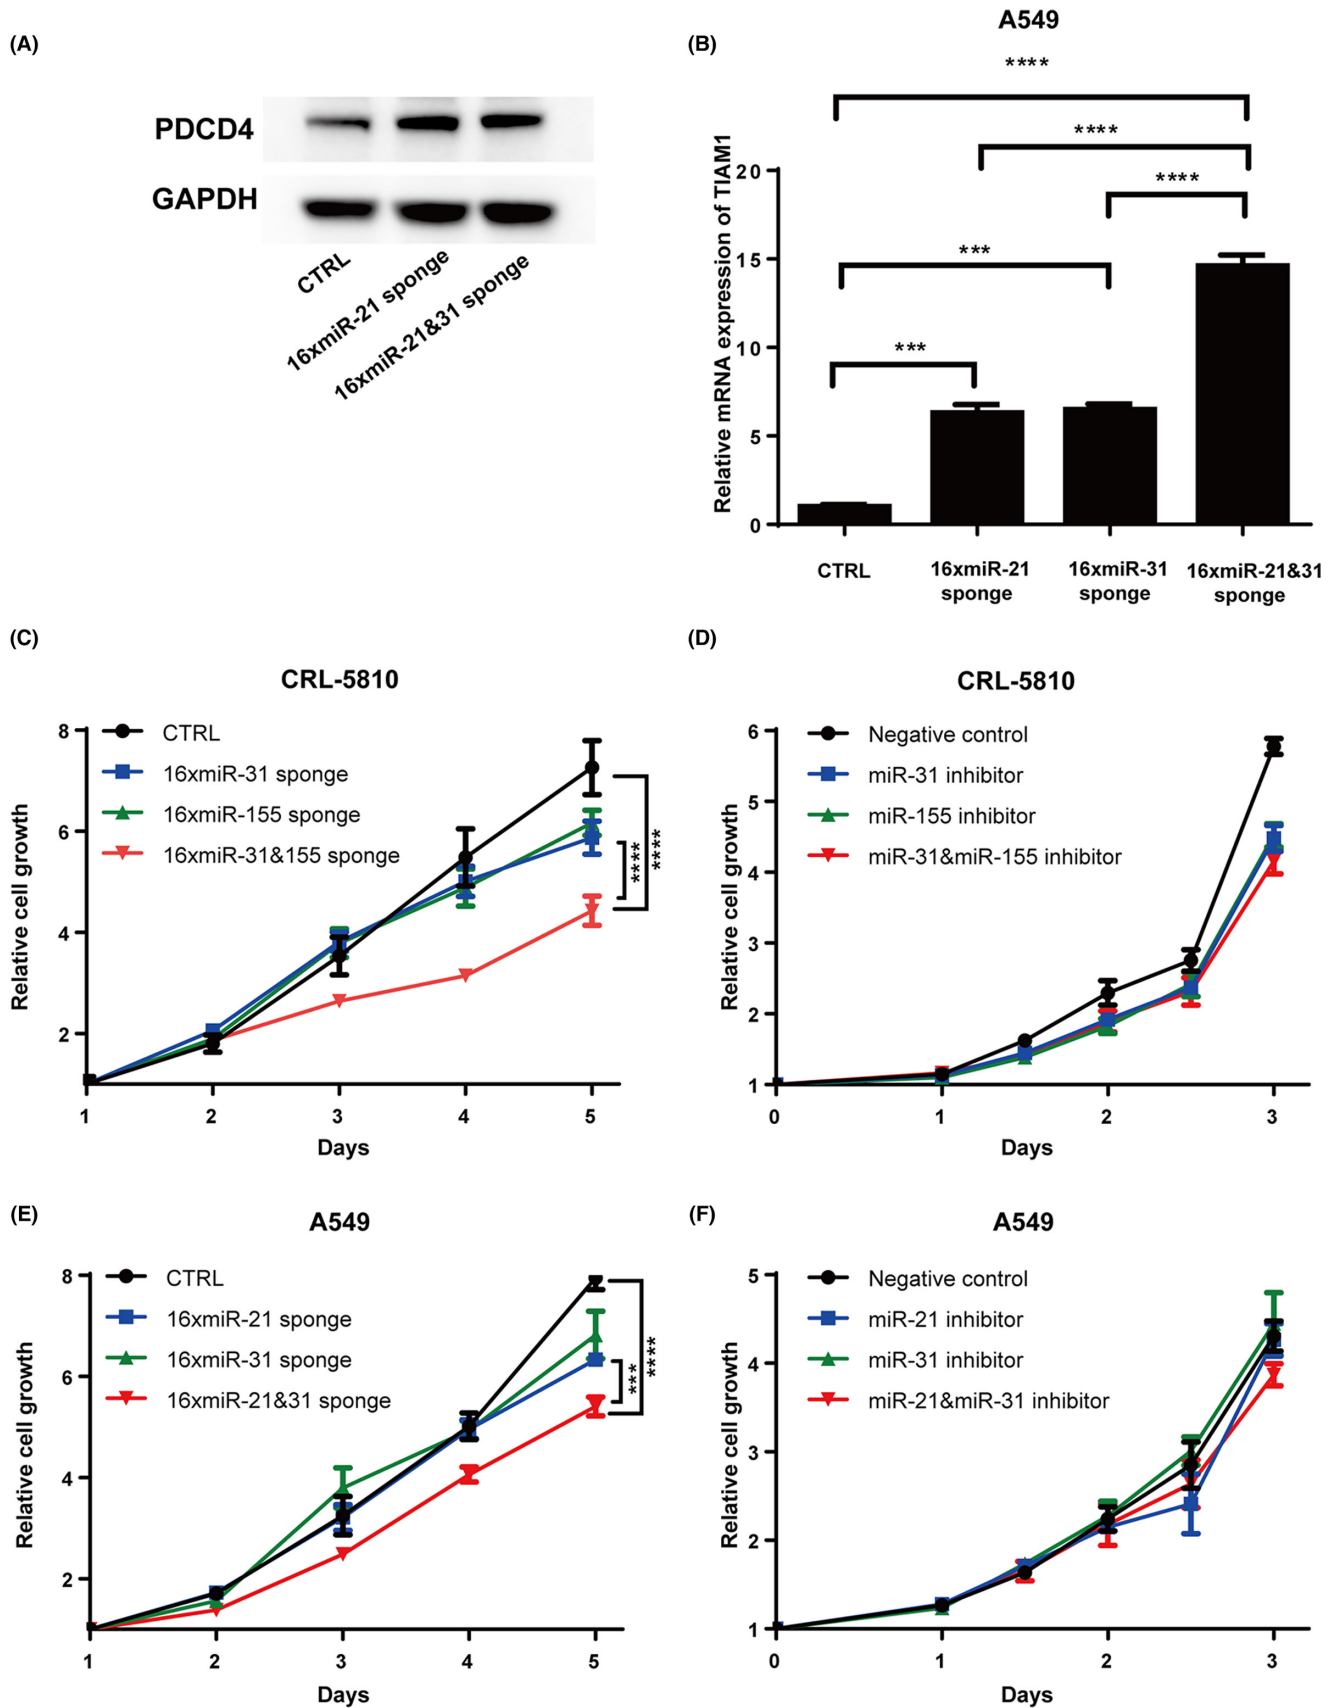 (A)
PDCD4
GAPDH
CTRL
16xmiR-21 sponge
16xmiR-21&31 sponge
(B)
A549
****
****
****
***
***
Relative mRNA expression of TIAM1
20
15
10
5
0
CTRL
16xmiR-21
sponge
16xmiR-31
sponge
16xmiR-21&31
sponge
(C)
CRL-5810
CTRL
16xmiR-31 sponge
16xmiR-155 sponge
16xmiR-31&155 sponge
****
****
Relative cell growth
8
6
4
2
1
2
3
4
5
Days
(D)
CRL-5810
Negative control
miR-31 inhibitor
miR-155 inhibitor
miR-31&miR-155 inhibitor
Relative cell growth
6
5
4
3
2
1
0
1
2
3
Days
(E)
A549
CTRL
16xmiR-21 sponge
16xmiR-31 sponge
16xmiR-21&31 sponge
***
****
Relative cell growth
8
6
4
2
1
2
3
4
5
Days
(F)
A549
Negative control
miR-21 inhibitor
miR-31 inhibitor
miR-21&miR-31 inhibitor
Relative cell growth
5
4
3
2
1
0
1
2
3
Days